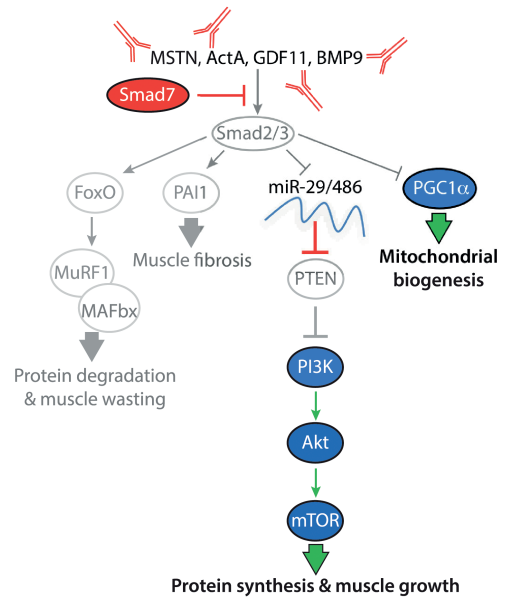 MSTN, ActA, GDF11, BMP9
Smad7
Smad2/3
FoxO
PAI1
miR-29/486
PGC1α
Muscle fibrosis
Mitochondrial
biogenesis
MuRF1
MAFbx
PTEN
Protein degradation
& muscle wasting
PI3K
Akt
mTOR
Protein synthesis & muscle growth